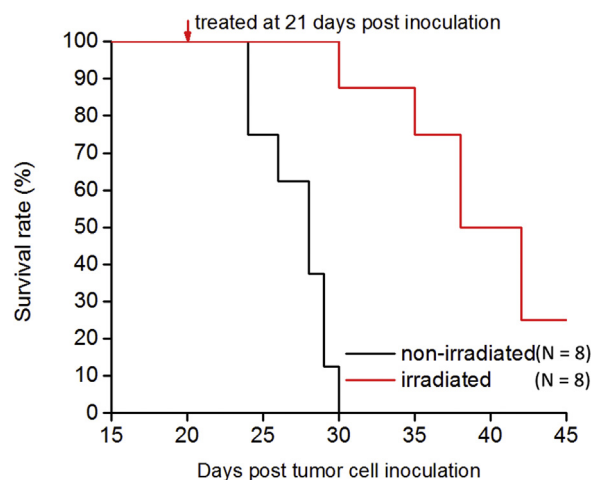 treated at 21 days post inoculation
100
90
80
70
60
50
40
30
20
10
0
Survival rate (%)
non-irradiated (N = 8)
irradiated (N = 8)
15 20 25 30 35 40 45
Days post tumor cell inoculation